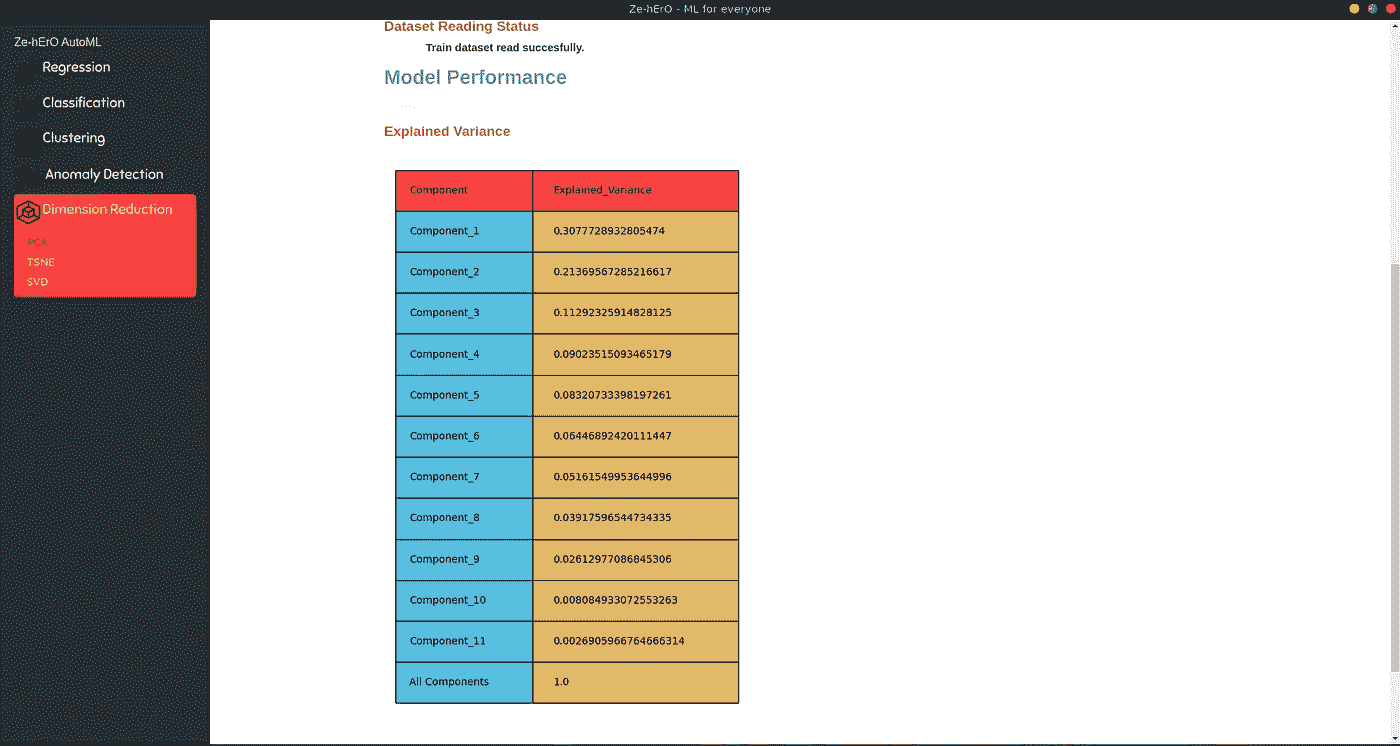 Ze-hErO - ML for everyone
Ze-hErO AutoML
Regression
Classification
Clustering
Anomaly Detection
Dimension Reduction
PCA
TSNE
SVD
Dataset Reading Status
Train dataset read succesfully.
Model Performance
Explained Variance
Component Explained_Variance
Component_1 0.3077728932805474
Component_2 0.21369567285216617
Component_3 0.11292325914828125
Component_4 0.09023515093465179
Component_5 0.08320733398197261
Component_6 0.06446892420111447
Component_7 0.05161549953644996
Component_8 0.03917596544734335
Component_9 0.02612977086845306
Component_10 0.008084933072553263
Component_11 0.0026905966764666314
All Components 1.0